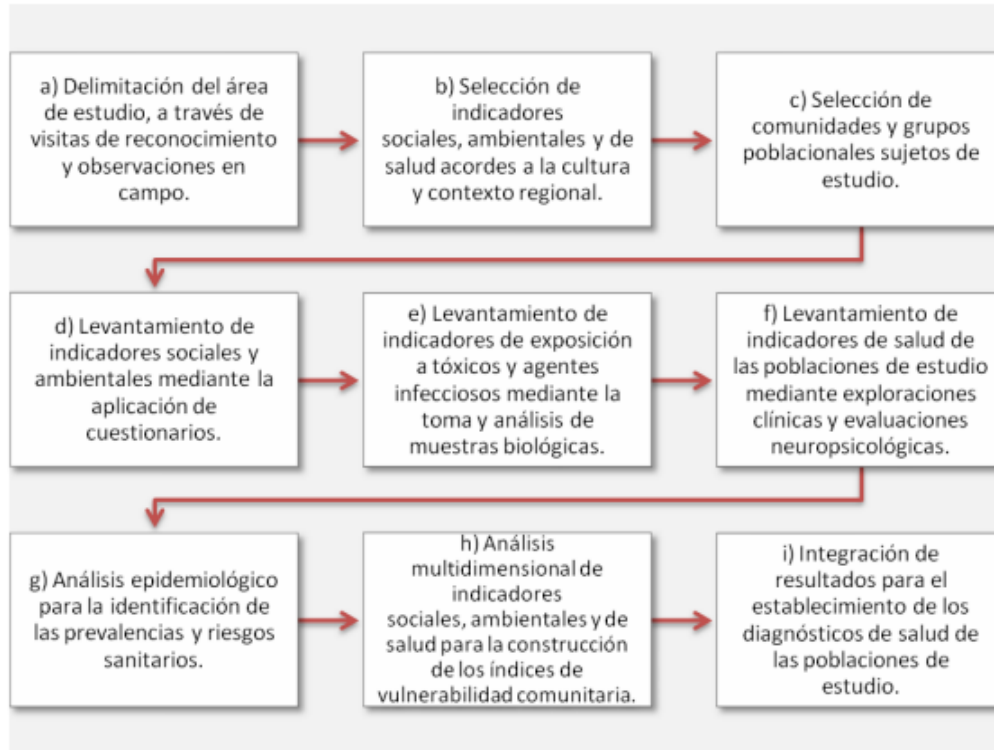 a) Delimitación del área
de estudio, a través de
visitas de reconocimiento
y observaciones en
campo.
b) Selección de
indicadores
sociales, ambientales y de
salud acordes a la cultura
y contexto regional.
c) Selección de
comunidades y grupos
poblacionales sujetos de
estudio.
d) Levantamiento de
indicadores sociales y
ambientales mediante la
aplicación de
cuestionarios.
e) Levantamiento de
indicadores de exposición
a tóxicos y agentes
infecciosos mediante la
toma y análisis de
muestras biológicas.
f) Levantamiento de
indicadores de salud de
las poblaciones de estudio
mediante exploraciones
clínicas y evaluaciones
neuropsicológicas.
g) Análisis epidemiológico
para la identificación de
las prevalencias y riesgos
sanitarios.
h) Análisis
multidimensional de
indicadores
sociales, ambientales y de
salud para la construcción
de los índices de
vulnerabilidad comunitaria.
i) Integración de
resultados para el
establecimiento de los
diagnósticos de salud de
las poblaciones de
estudio.